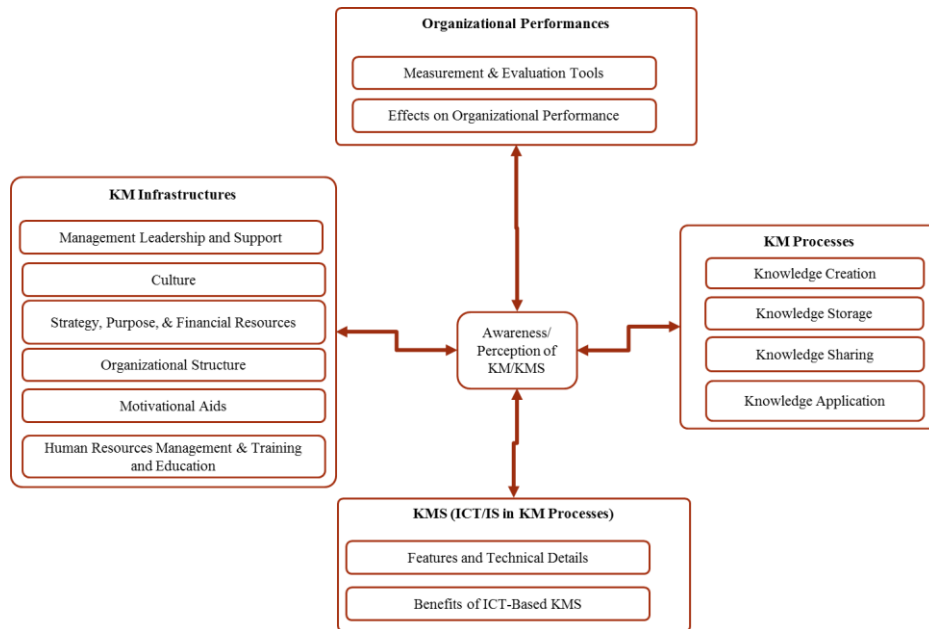 Organizational Performances
Measurement & Evaluation Tools
Effects on Organizational Performance
KM Infrastructures
Management Leadership and Support
Culture
Strategy, Purpose, & Financial Resources
Organizational Structure
Motivational Aids
Human Resources Management & Training
and Education
Awareness/
Perception of
KM/KMS
KM Processes
Knowledge Creation
Knowledge Storage
Knowledge Sharing
Knowledge Application
KMS (ICT/IS in KM Processes)
Features and Technical Details
Benefits of ICT-Based KMS